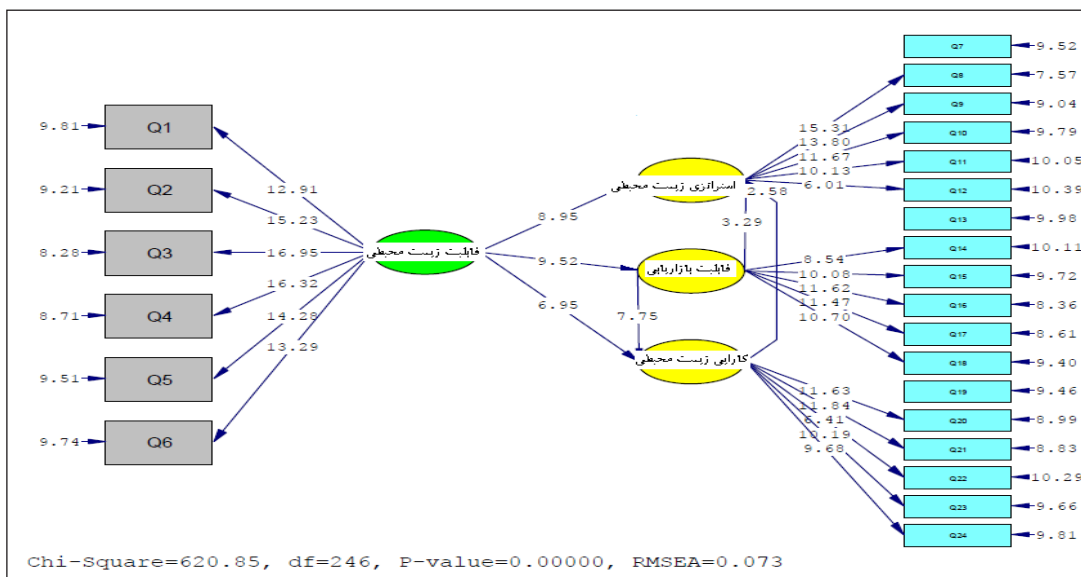 Q1
Q2
Q3
Q4
Q5
Q6
9.81
9.21
8.28
8.71
9.51
9.74
12.91
15.23
16.95
16.32
14.28
13.29
قابلیت زیست محیطی
8.95
9.52
6.95
استراتژی زیست محیطی
قابلیت بازاریابی
کارایی زیست محیطی
2.58
3.29
7.75
15.31
13.80
11.67
10.13
6.01
8.54
10.08
11.62
11.47
10.70
11.63
11.84
6.41
10.19
9.68
Q7
Q8
Q9
Q10
Q11
Q12
Q13
Q14
Q15
Q16
Q17
Q18
Q19
Q20
Q21
Q22
Q23
Q24
9.52
7.57
9.04
9.79
10.05
10.39
9.98
10.11
9.72
8.36
8.61
9.40
9.46
8.99
8.83
10.29
9.66
9.81
Chi-Square=620.85, df=246, P-value=0.00000, RMSEA=0.073